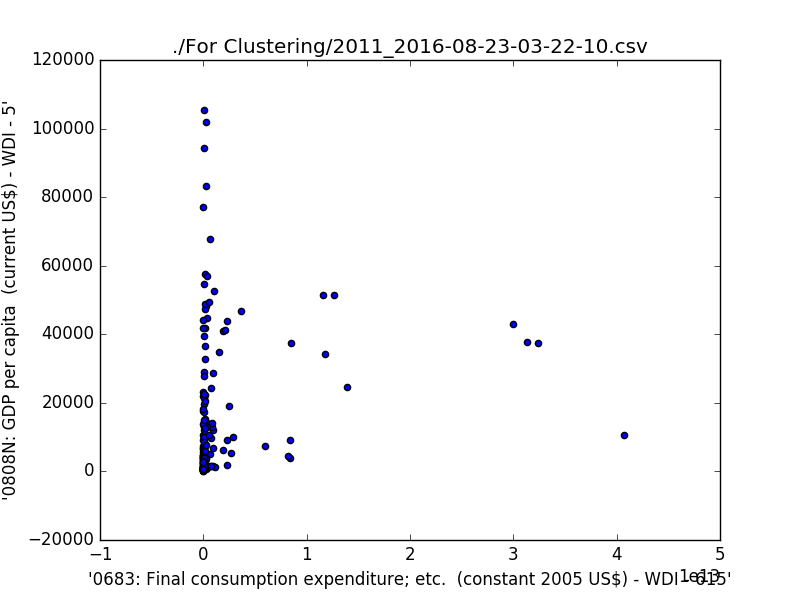 ./For Clustering/2011_2016-08-23-03-22-10.csv
120000
100000
80000
60000
40000
20000
0
−20000
'0808N: GDP per capita  (current US$) - WDI - 5'
−1 0 1 2 3 4 5
1e13
'0683: Final consumption expenditure; etc.  (constant 2005 US$) - WDI - 615'